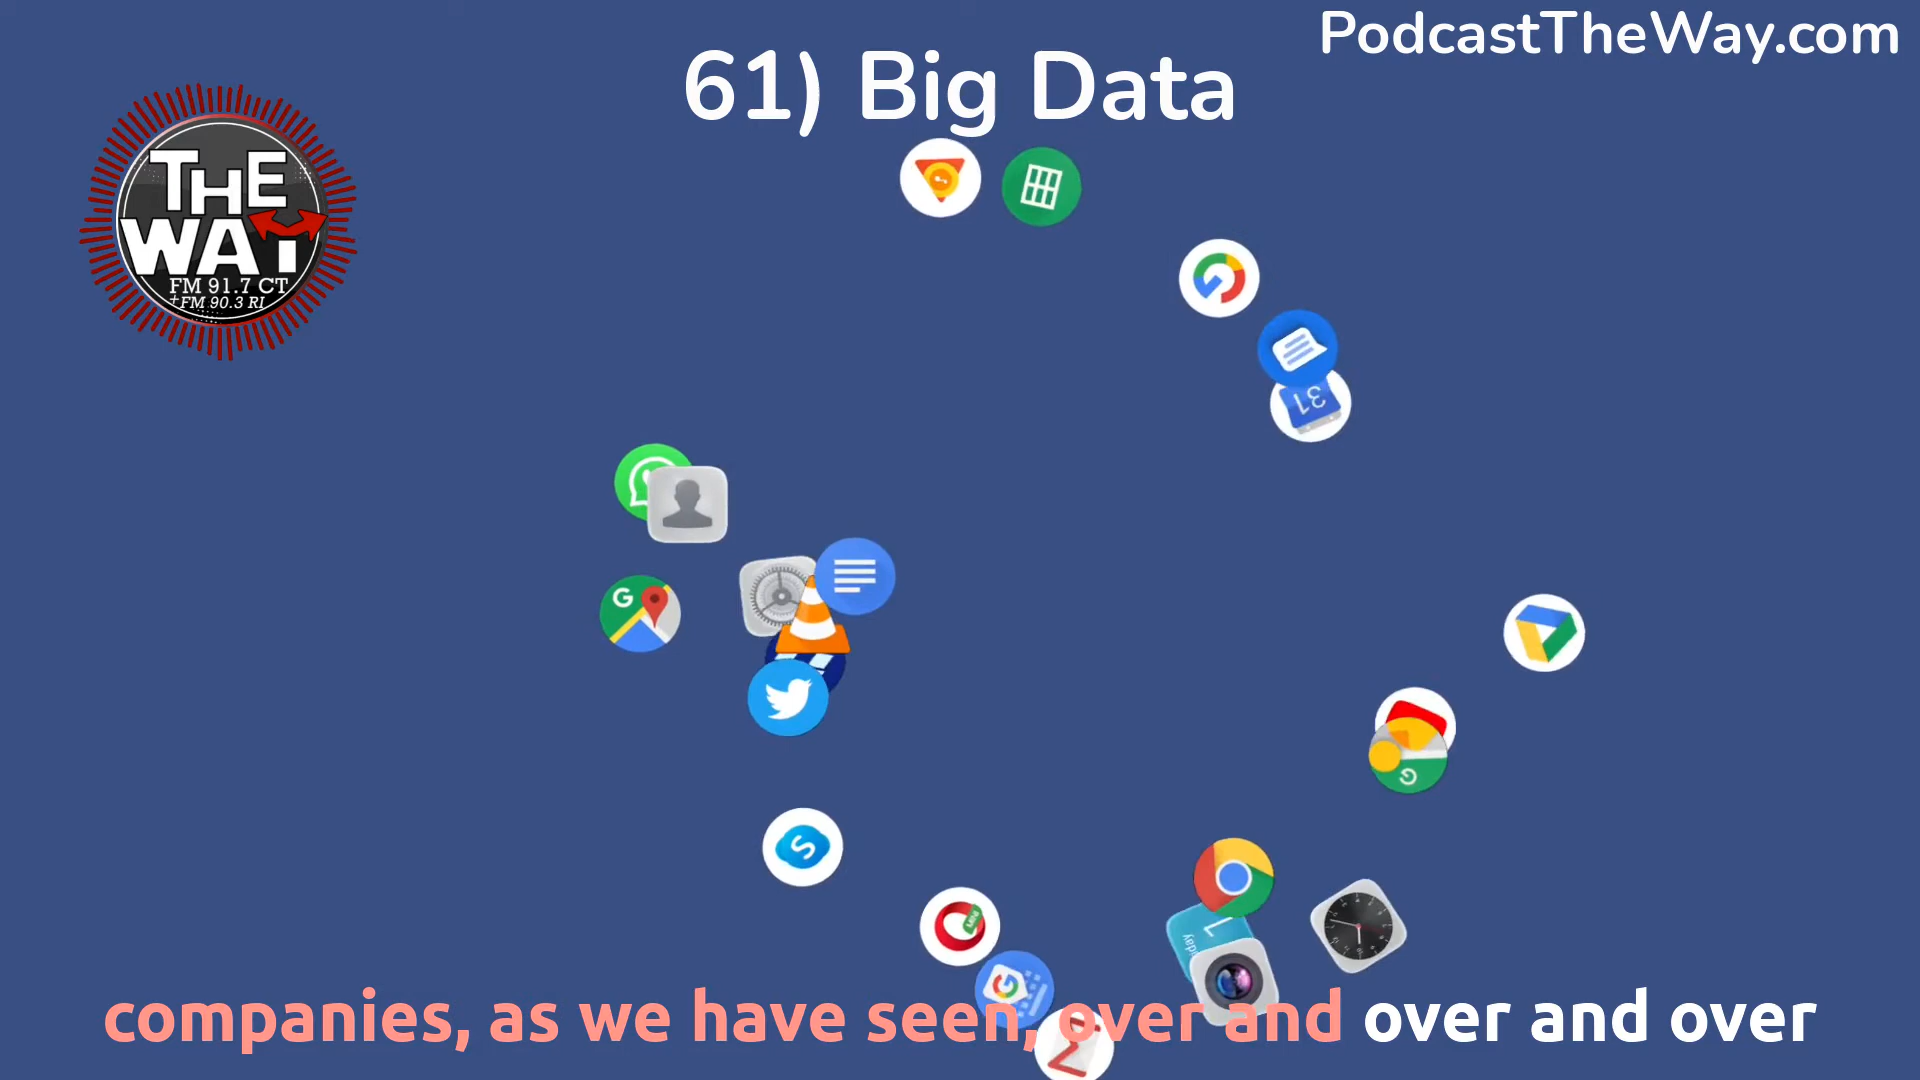 PodcastTheWay.com
61) Big Data
THE
WAY
FM 91.7 CT
+FM 90.3 RI
31
G
S
G
G
companies, as we have seen, over and over and over